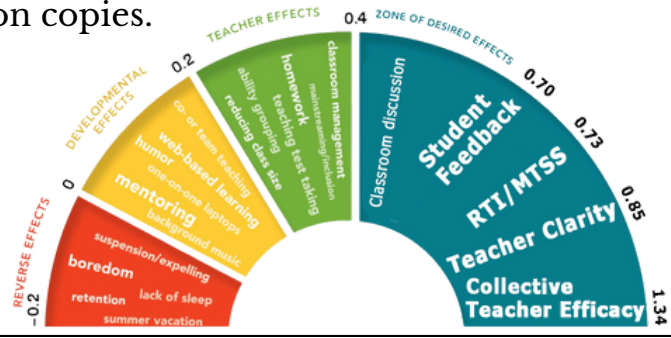 on copies.
REVERSE EFFECTS
-0.2
suspension/expelling
boredom
retention
lack of sleep
summer vacation
0
DEVELOPMENTAL
EFFECTS
co- or team teaching
web-based learning
humor
one-on-one laptops
mentoring
background music
0.2
TEACHER EFFECTS
classroom management
mainstreaming/inclusion
homework
teaching test taking
ability grouping
reducing class size
0.4
ZONE OF DESIRED EFFECTS
Classroom discussion
0.70
Student
Feedback
0.73
RTI/MTSS
0.85
Teacher Clarity
Collective
Teacher Efficacy
1.34